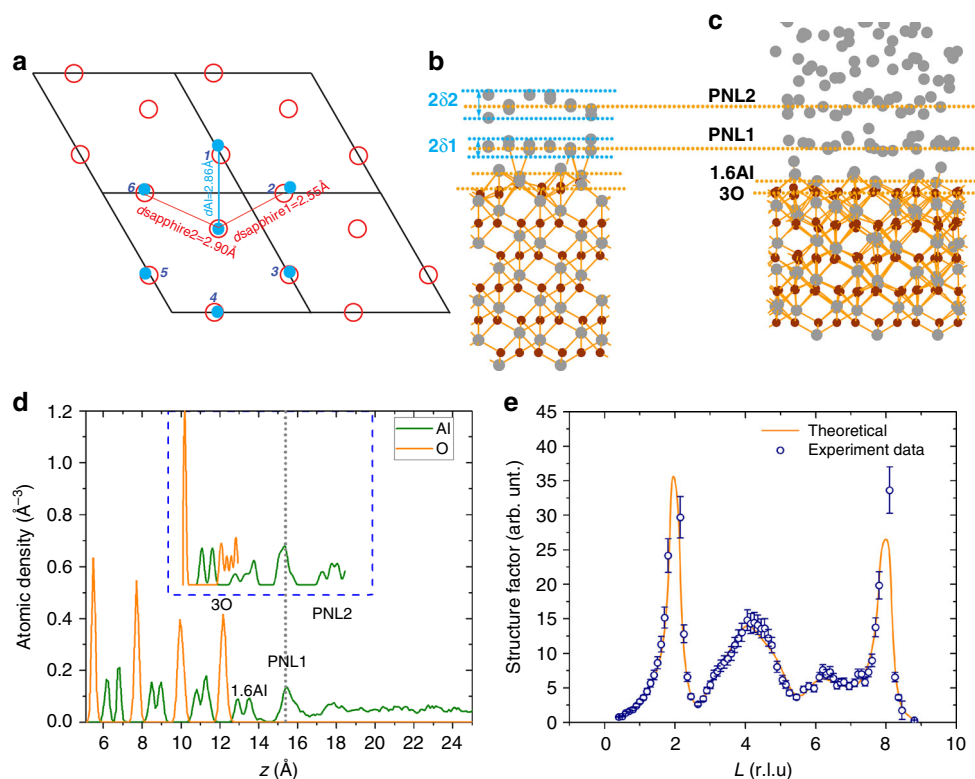 a
1
2
3
4
5
6
dAl=2.86Å
dsapphire1=2.55Å
dsapphire2=2.90Å
b
2δ2
2δ1
c
PNL2
PNL1
1.6Al
3O
d
Atomic density (Å⁻³)
1.2
1.0
0.8
0.6
0.4
0.2
0.0
Al
O
3O
PNL2
PNL1
1.6Al
6 8 10 12 14 16 18 20 22 24
z (Å)
e
Structure factor (arb. unt.)
45
40
35
30
25
20
15
10
5
0
Theoretical
Experiment data
0 2 4 6 8 10
L (r.l.u)